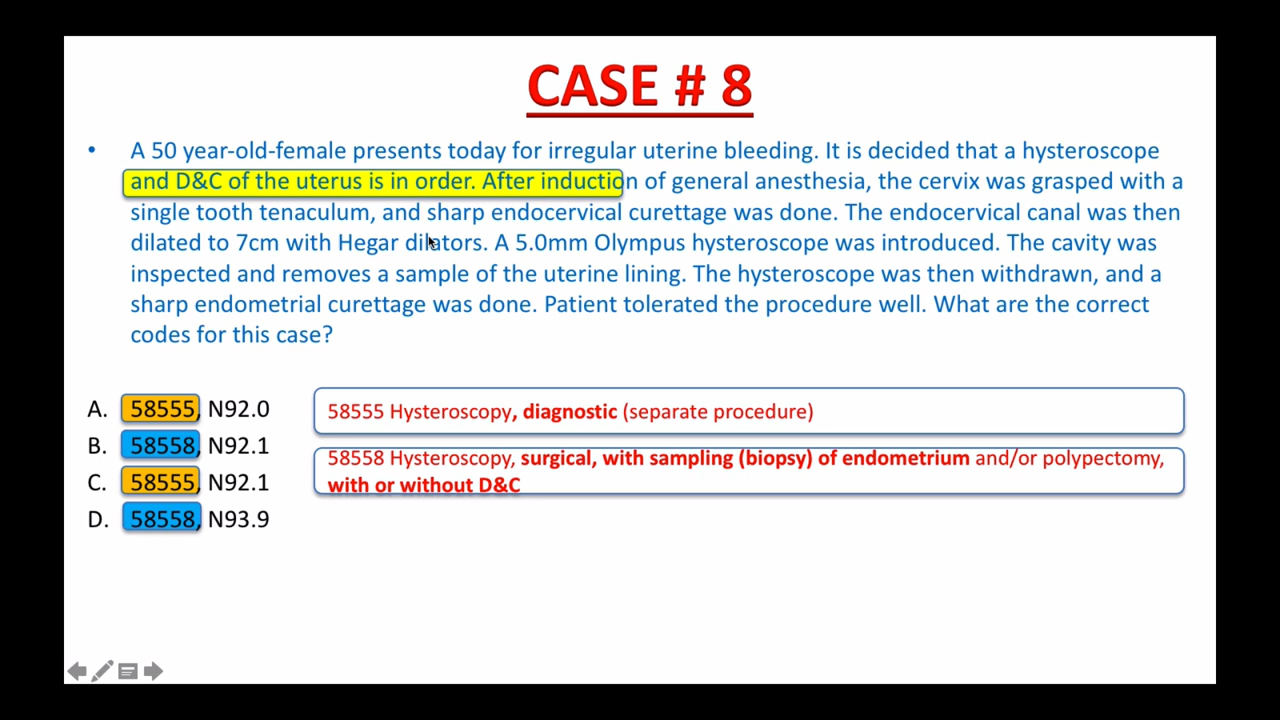 CASE # 8
• A 50 year-old-female presents today for irregular uterine bleeding. It is decided that a hysteroscope
and D&C of the uterus is in order. After induction of general anesthesia, the cervix was grasped with a
single tooth tenaculum, and sharp endocervical curettage was done. The endocervical canal was then
dilated to 7cm with Hegar dilators. A 5.0mm Olympus hysteroscope was introduced. The cavity was
inspected and removes a sample of the uterine lining. The hysteroscope was then withdrawn, and a
sharp endometrial curettage was done. Patient tolerated the procedure well. What are the correct
codes for this case?
A. 58555, N92.0
B. 58558, N92.1
C. 58555, N92.1
D. 58558, N93.9
58555 Hysteroscopy, diagnostic (separate procedure)
58558 Hysteroscopy, surgical, with sampling (biopsy) of endometrium and/or polypectomy,
with or without D&C